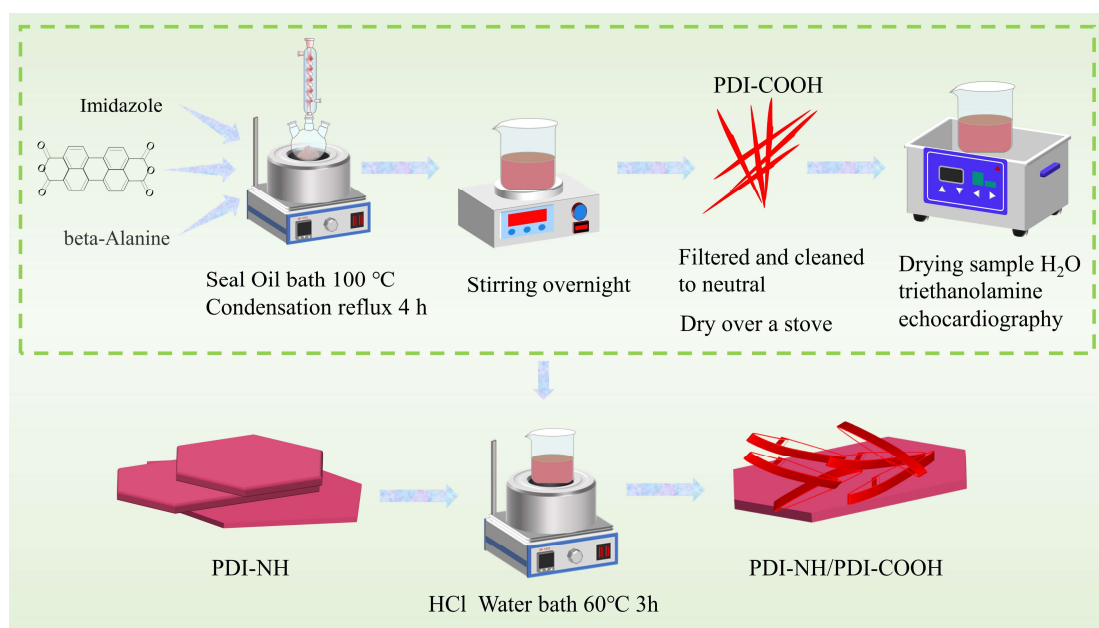 Imidazole
beta-Alanine
Seal Oil bath 100 ℃
Condensation reflux 4 h
Stirring overnight
PDI-COOH
Filtered and cleaned
to neutral
Dry over a stove
Drying sample H₂O
triethanolamine
echocardiography
PDI-NH
HCl Water bath 60℃ 3h
PDI-NH/PDI-COOH